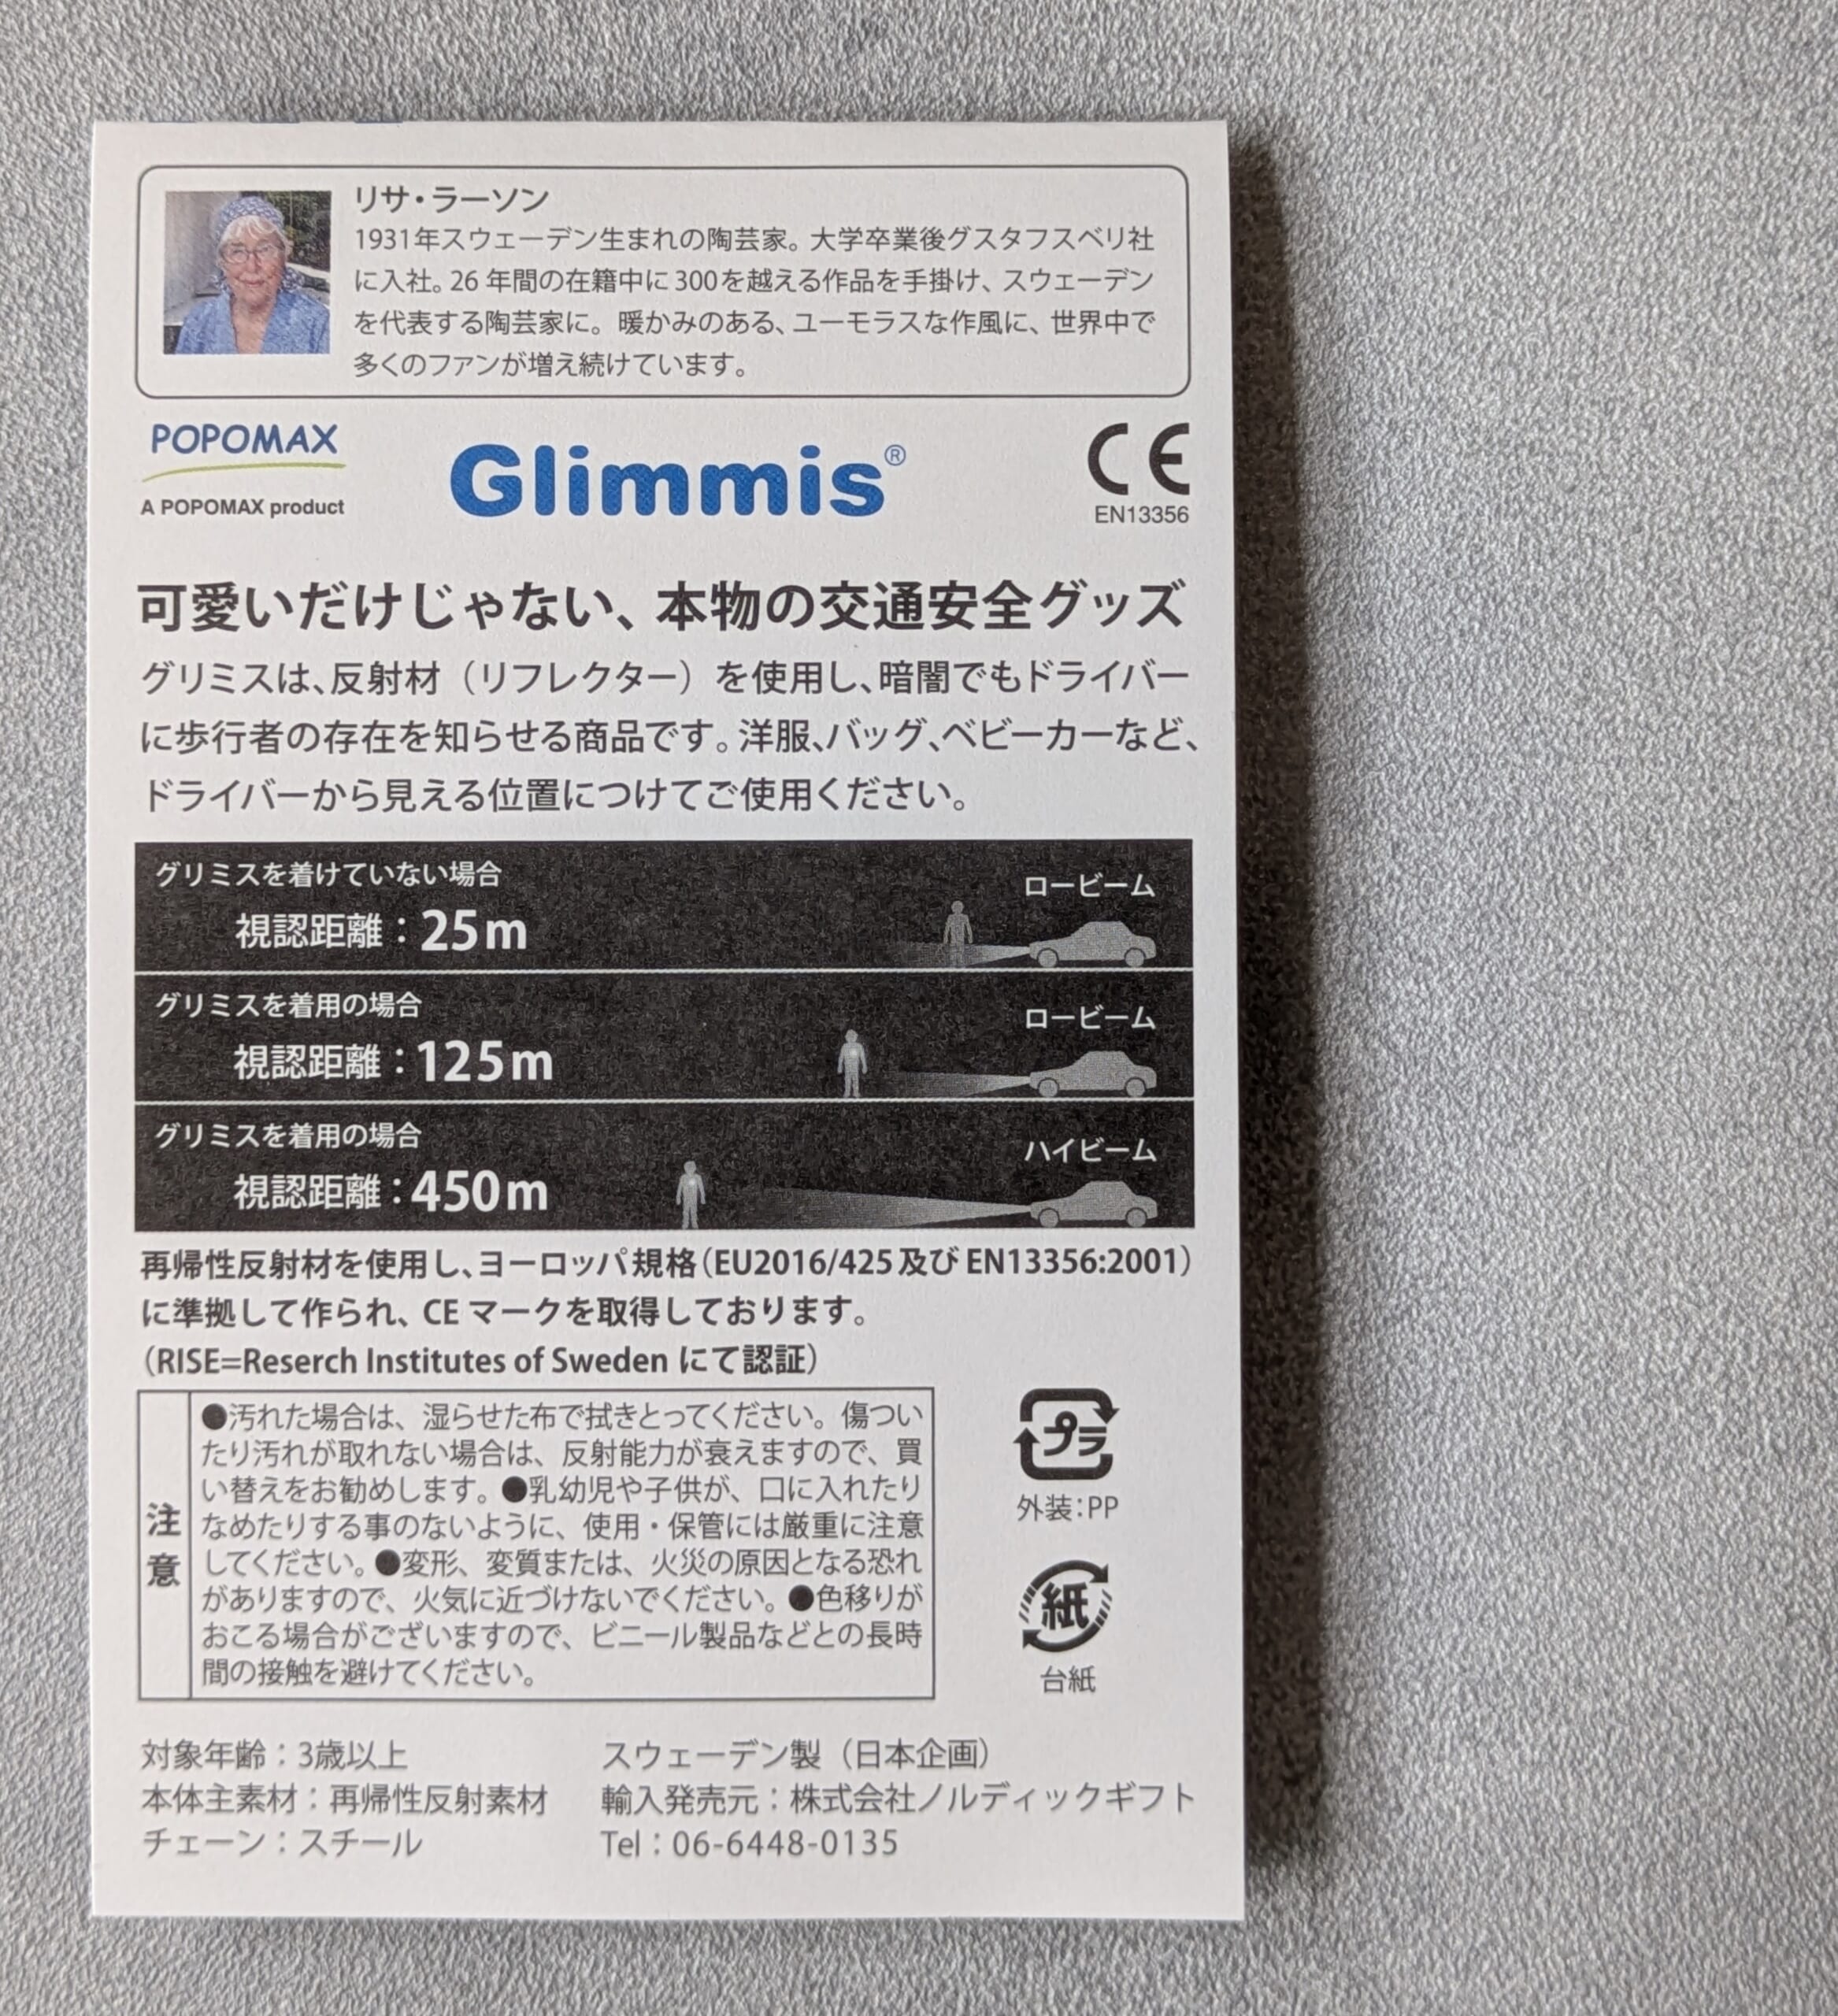 リサ・ラーソン
1931年スウェーデン生まれの陶芸家。大学卒業後グスタフスベリ社
に入社。26年間の在籍中に300を越える作品を手掛け、スウェーデン
を代表する陶芸家に。暖かみのある、ユーモラスな作風に、世界中で
多くのファンが増え続けています。
POPOMAX
A POPOMAX product
Glimmis®
CE
EN13356
可愛いだけじゃない、本物の交通安全グッズ
グリミスは、反射材（リフレクター）を使用し、暗闇でもドライバー
に歩行者の存在を知らせる商品です。洋服、バッグ、ベビーカーなど、
ドライバーから見える位置につけてご使用ください。
グリミスを着けていない場合
ロービーム
視認距離：25m
グリミスを着用の場合
ロービーム
視認距離：125m
グリミスを着用の場合
ハイビーム
視認距離：450m
再帰性反射材を使用し、ヨーロッパ規格（EU2016/425及びEN13356:2001）
に準拠して作られ、CEマークを取得しております。
（RISE=Reserch Institutes of Sweden にて認証）
注意
●汚れた場合は、湿らせた布で拭きとってください。傷つい
たり汚れが取れない場合は、反射能力が衰えますので、買
い替えをお勧めします。●乳幼児や子供が、口に入れたり
なめたりする事のないように、使用・保管には厳重に注意
してください。●変形、変質または、火災の原因となる恐れ
がありますので、火気に近づけないでください。●色移りが
おこる場合がございますので、ビニール製品などとの長時
間の接触を避けてください。
プラ
外装：PP
紙
台紙
対象年齢：3歳以上
本体主素材：再帰性反射素材
チェーン：スチール
スウェーデン製（日本企画）
輸入発売元：株式会社ノルディックギフト
Tel：06-6448-0135